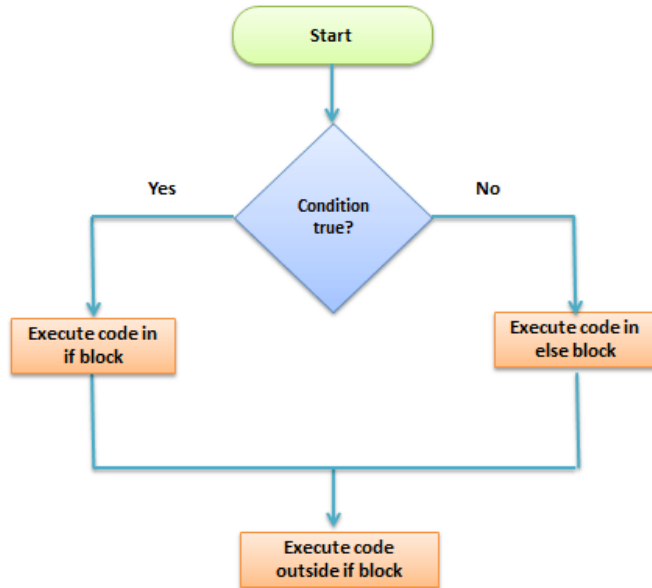 Start
Yes
No
Condition
true?
Execute code in
if block
Execute code in
else block
Execute code
outside if block